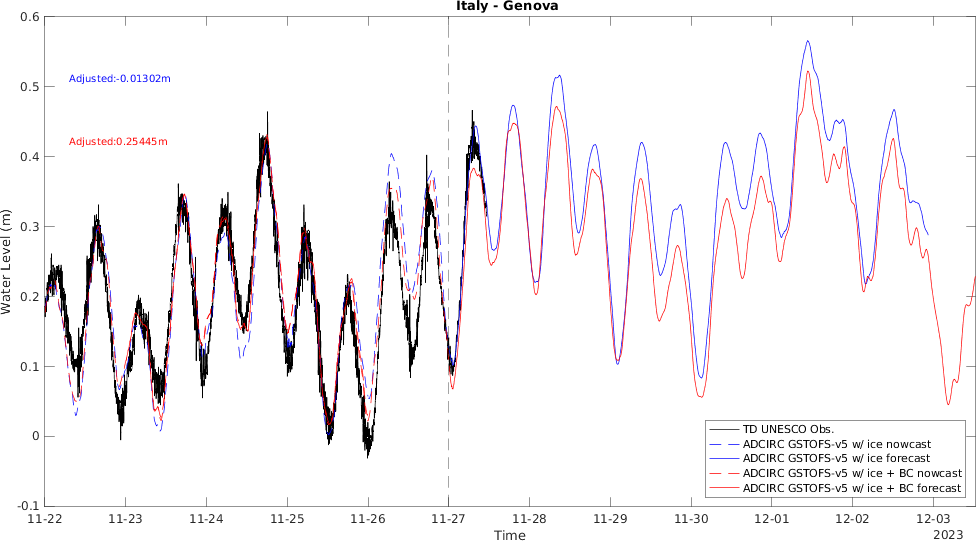 Italy - Genova
Adjusted:-0.01302m
Adjusted:0.25445m
Water Level (m)
0.6
0.5
0.4
0.3
0.2
0.1
0
-0.1
11-22
11-23
11-24
11-25
11-26
11-27
11-28
11-29
11-30
12-01
12-02
12-03
Time
2023
TD UNESCO Obs.
ADCIRC GSTOFS-v5 w/ ice nowcast
ADCIRC GSTOFS-v5 w/ ice forecast
ADCIRC GSTOFS-v5 w/ ice + BC nowcast
ADCIRC GSTOFS-v5 w/ ice + BC forecast